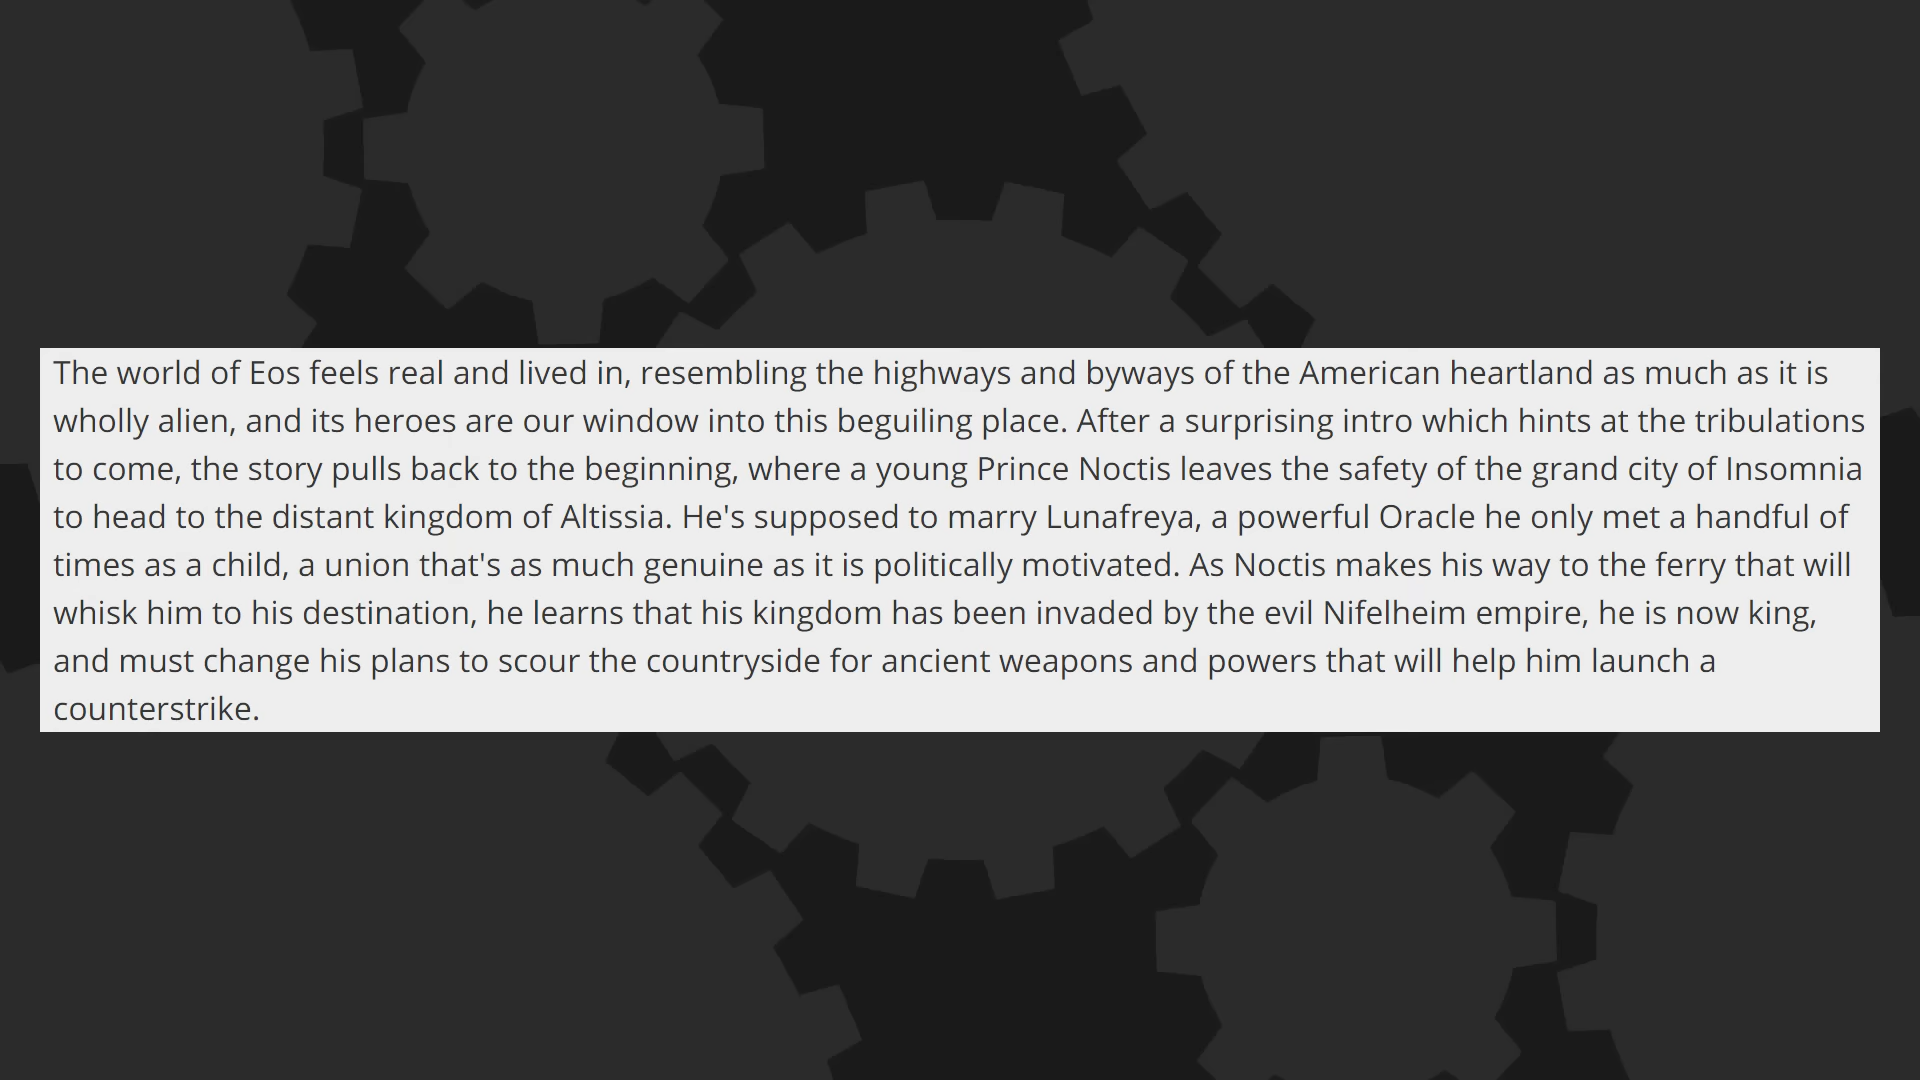 The world of Eos feels real and lived in, resembling the highways and byways of the American heartland as much as it is
wholly alien, and its heroes are our window into this beguiling place. After a surprising intro which hints at the tribulations
to come, the story pulls back to the beginning, where a young Prince Noctis leaves the safety of the grand city of Insomnia
to head to the distant kingdom of Altissia. He's supposed to marry Lunafreya, a powerful Oracle he only met a handful of
times as a child, a union that's as much genuine as it is politically motivated. As Noctis makes his way to the ferry that will
whisk him to his destination, he learns that his kingdom has been invaded by the evil Nifelheim empire, he is now king,
and must change his plans to scour the countryside for ancient weapons and powers that will help him launch a
counterstrike.